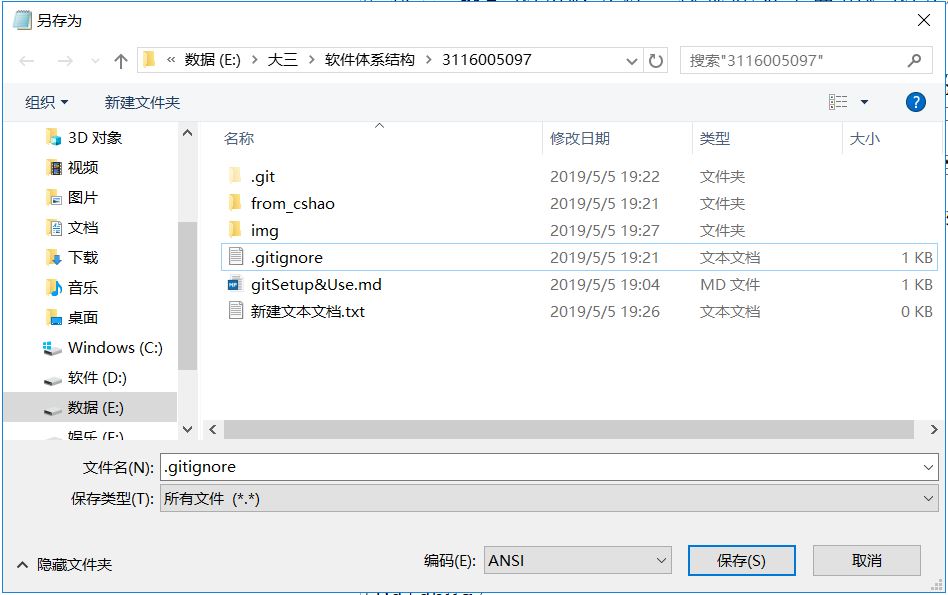 另存为
« 数据 (E:) > 大三 > 软件体系结构 > 3116005097
搜索"3116005097"
组织 新建文件夹
3D 对象
视频
图片
文档
下载
音乐
桌面
Windows (C:)
软件 (D:)
数据 (E:)
娱乐 (F:)
名称 修改日期 类型 大小
.git 2019/5/5 19:22 文件夹
from_cshao 2019/5/5 19:21 文件夹
img 2019/5/5 19:27 文件夹
.gitignore 2019/5/5 19:21 文本文档 1 KB
gitSetup&Use.md 2019/5/5 19:04 MD 文件 1 KB
新建文本文档.txt 2019/5/5 19:26 文本文档 0 KB
文件名(N): .gitignore
保存类型(T): 所有文件 (*.*)
隐藏文件夹 编码(E): ANSI 保存(S) 取消